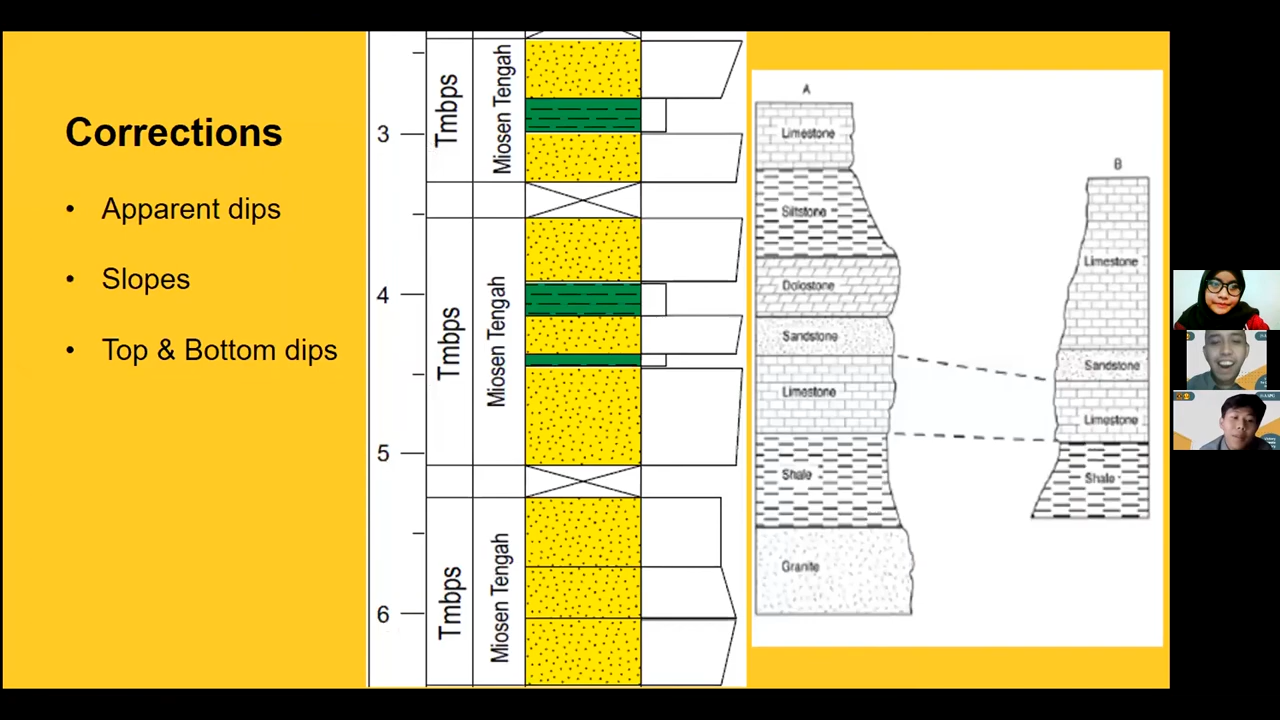 Corrections
• Apparent dips
• Slopes
• Top & Bottom dips
3
4
5
6
Tmbps
Miosen Tengah
Tmbps
Miosen Tengah
Tmbps
Miosen Tengah
A
Limestone
Siltstone
Dolostone
Sandstone
Limestone
Shale
Granite
B
Limestone
Sandstone
Limestone
Shale